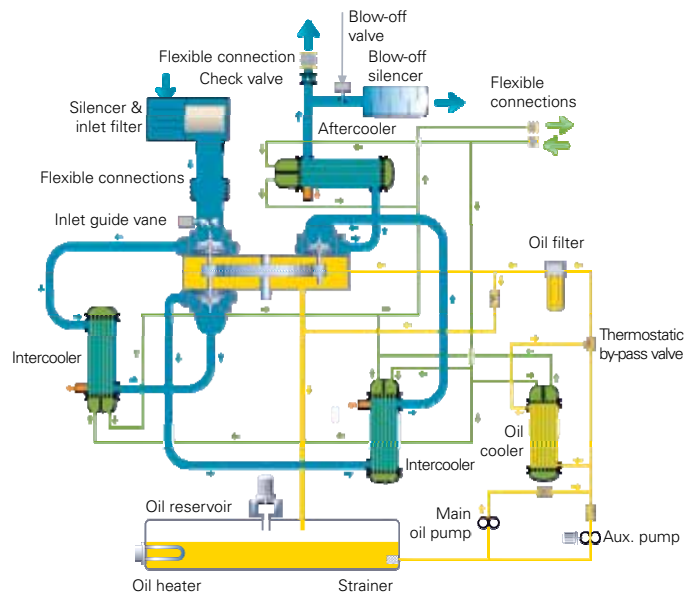 Blow-off
valve
Flexible connection
Check valve
Blow-off
silencer
Flexible
connections
Silencer &
inlet filter
Aftercooler
Flexible connections
Inlet guide vane
Oil filter
Thermostatic
by-pass valve
Intercooler
Oil
cooler
Intercooler
Oil reservoir
Main
oil pump
Aux. pump
Oil heater
Strainer